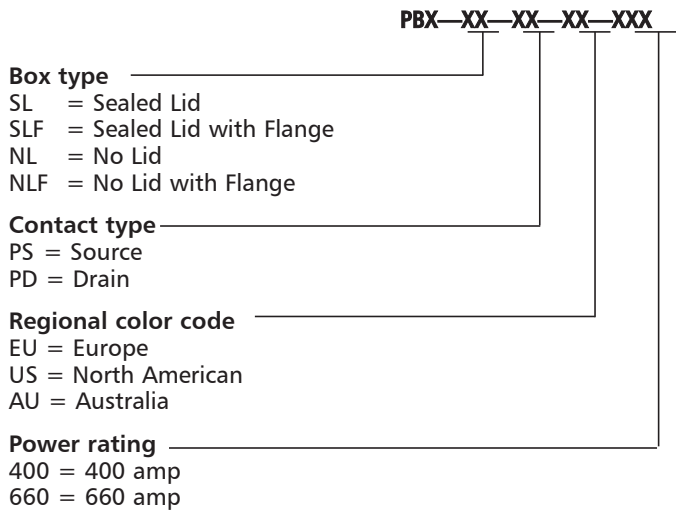 PBX—XX—XX—XX—XXX
Box type
SL = Sealed Lid
SLF = Sealed Lid with Flange
NL = No Lid
NLF = No Lid with Flange
Contact type
PS = Source
PD = Drain
Regional color code
EU = Europe
US = North American
AU = Australia
Power rating
400 = 400 amp
660 = 660 amp